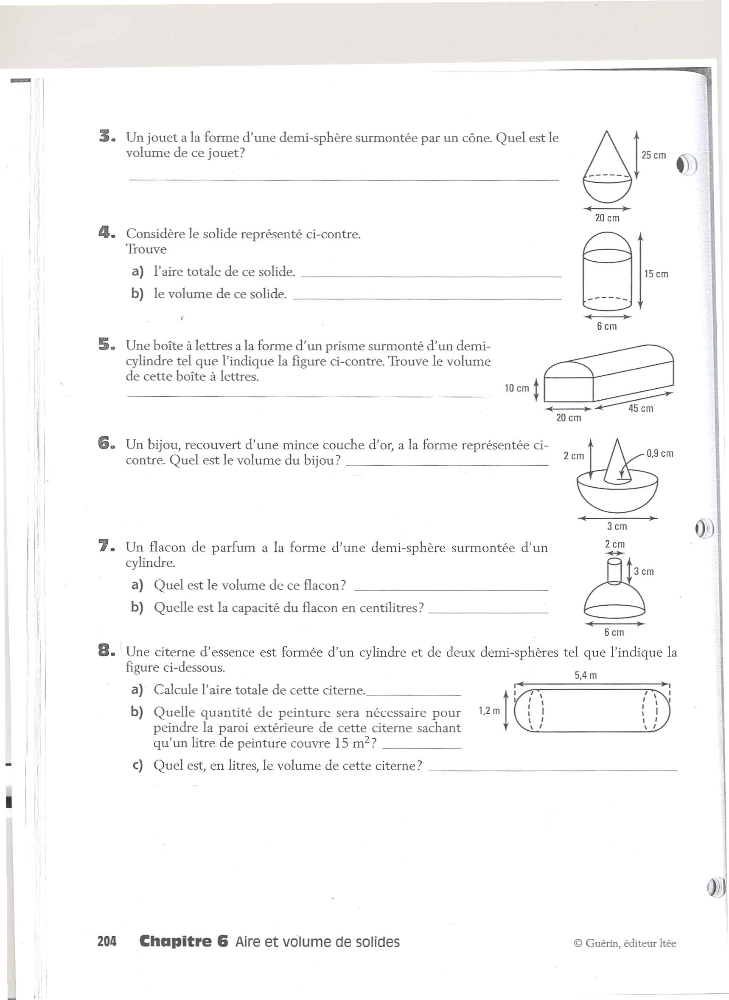 3. Un jouet a la forme d'une demi-sphère surmontée par un cône. Quel est le
volume de ce jouet?
25 cm
20 cm
4. Considère le solide représenté ci-contre.
Trouve
a) l'aire totale de ce solide.
b) le volume de ce solide.
15 cm
6 cm
5. Une boîte à lettres a la forme d'un prisme surmonté d'un demi-
cylindre tel que l'indique la figure ci-contre. Trouve le volume
de cette boîte à lettres.
10 cm
45 cm
20 cm
6. Un bijou, recouvert d'une mince couche d'or, a la forme représentée ci-
contre. Quel est le volume du bijou?
2 cm
0,9 cm
3 cm
7. Un flacon de parfum a la forme d'une demi-sphère surmontée d'un
cylindre.
a) Quel est le volume de ce flacon?
b) Quelle est la capacité du flacon en centilitres?
2 cm
3 cm
6 cm
8. Une citerne d'essence est formée d'un cylindre et de deux demi-sphères tel que l'indique la
figure ci-dessous.
a) Calcule l'aire totale de cette citerne.
b) Quelle quantité de peinture sera nécessaire pour
peindre la paroi extérieure de cette citerne sachant
qu'un litre de peinture couvre 15 m²?
c) Quel est, en litres, le volume de cette citerne?
5,4 m
1,2 m
204 Chapitre 6 Aire et volume de solides
© Guérin, éditeur ltée